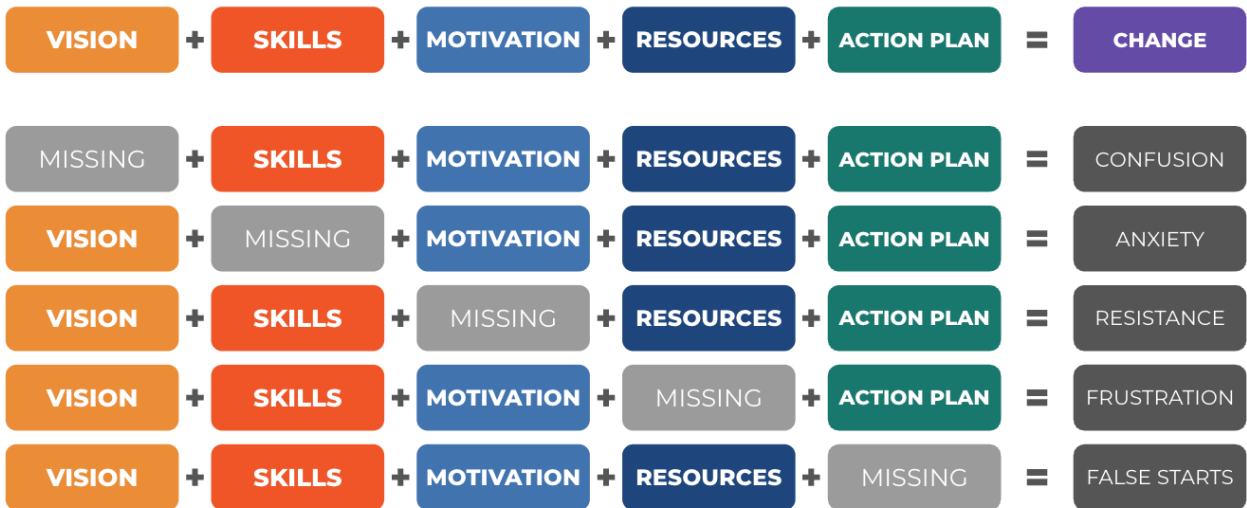 VISION + SKILLS + MOTIVATION + RESOURCES + ACTION PLAN = CHANGE
MISSING + SKILLS + MOTIVATION + RESOURCES + ACTION PLAN = CONFUSION
VISION + MISSING + MOTIVATION + RESOURCES + ACTION PLAN = ANXIETY
VISION + SKILLS + MISSING + RESOURCES + ACTION PLAN = RESISTANCE
VISION + SKILLS + MOTIVATION + MISSING + ACTION PLAN = FRUSTRATION
VISION + SKILLS + MOTIVATION + RESOURCES + MISSING = FALSE STARTS